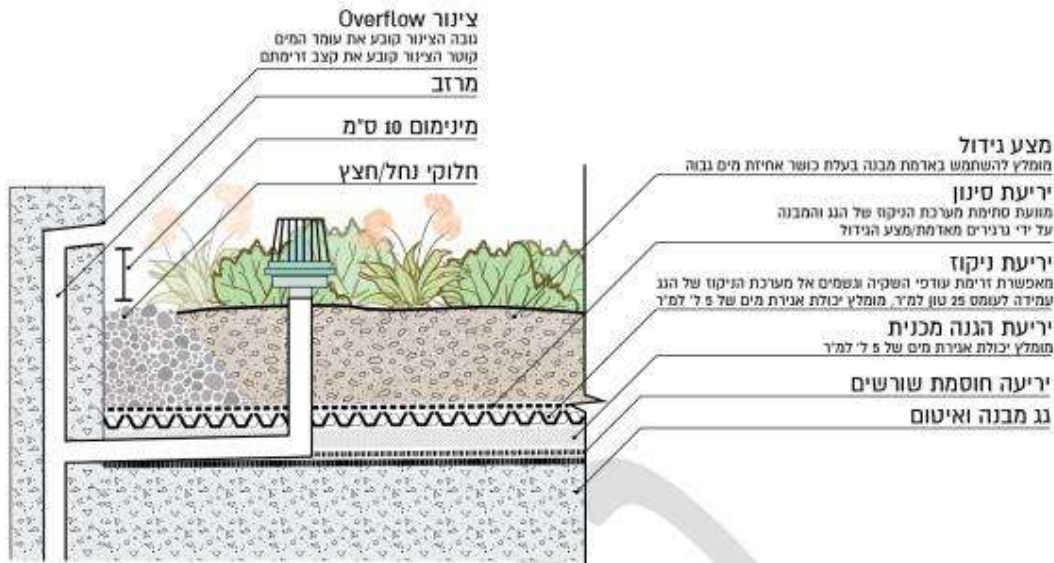 צינור Overflow
גובה הצינור קובע את עומד המים
קוטר הצינור קובע את קצב זרימתם
מרזב
מינימום 10 ס"מ
חלוקי נחל/חצץ
מצע גידול
מומלץ להשתמש באדמת מבנה בעלת כושר אחיזת מים גבוה
יריעת סינון
מונעת סתימת מערכת הניקוז של הגג והמבנה
על ידי גרגירים מאדמת/מצע הגידול
יריעת ניקוז
מאפשרת זרימת עודפי השקיה וגשמים אל מערכת הניקוז של הגג
עמידה לעומס 25 טון למ"ר, מומלץ יכולת אגירת מים של 5 ל' למ"ר
יריעת הגנה מכנית
מומלץ יכולת אגירת מים של 5 ל' למ"ר
יריעה חוסמת שורשים
גג מבנה ואיטום